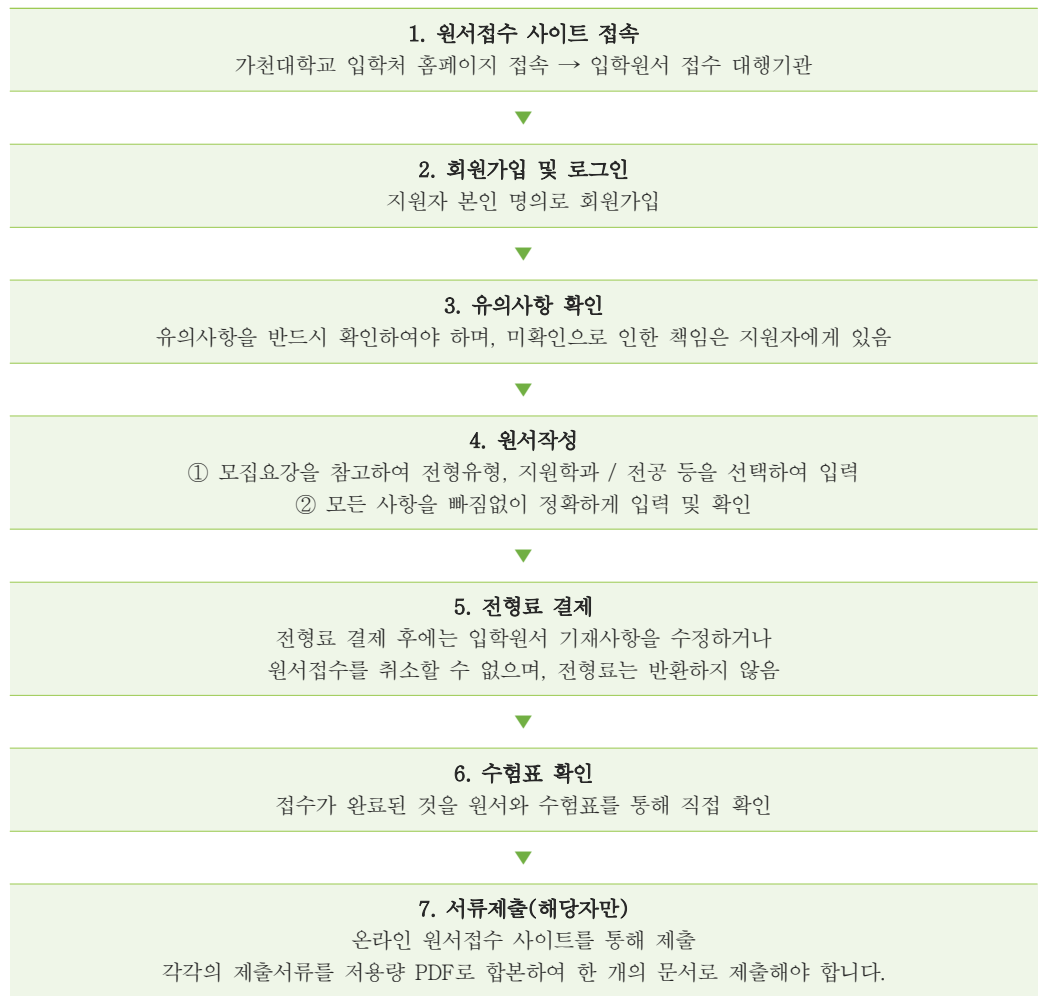 1. 원서접수 사이트 접속
가천대학교 입학처 홈페이지 접속 → 입학원서 접수 대행기관
▼
2. 회원가입 및 로그인
지원자 본인 명의로 회원가입
▼
3. 유의사항 확인
유의사항을 반드시 확인하여야 하며, 미확인으로 인한 책임은 지원자에게 있음
▼
4. 원서작성
① 모집요강을 참고하여 전형유형, 지원학과 / 전공 등을 선택하여 입력
② 모든 사항을 빠짐없이 정확하게 입력 및 확인
▼
5. 전형료 결제
전형료 결제 후에는 입학원서 기재사항을 수정하거나
원서접수를 취소할 수 없으며, 전형료는 반환하지 않음
▼
6. 수험표 확인
접수가 완료된 것을 원서와 수험표를 통해 직접 확인
▼
7. 서류제출(해당자만)
온라인 원서접수 사이트를 통해 제출
각각의 제출서류를 저용량 PDF로 합본하여 한 개의 문서로 제출해야 합니다.